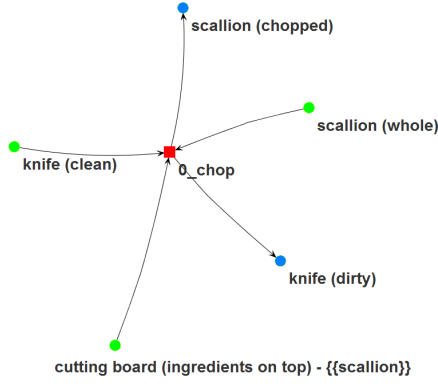 scallion (chopped)
scallion (whole)
knife (clean)
0_chop
knife (dirty)
cutting board (ingredients on top) - {{scallion}}